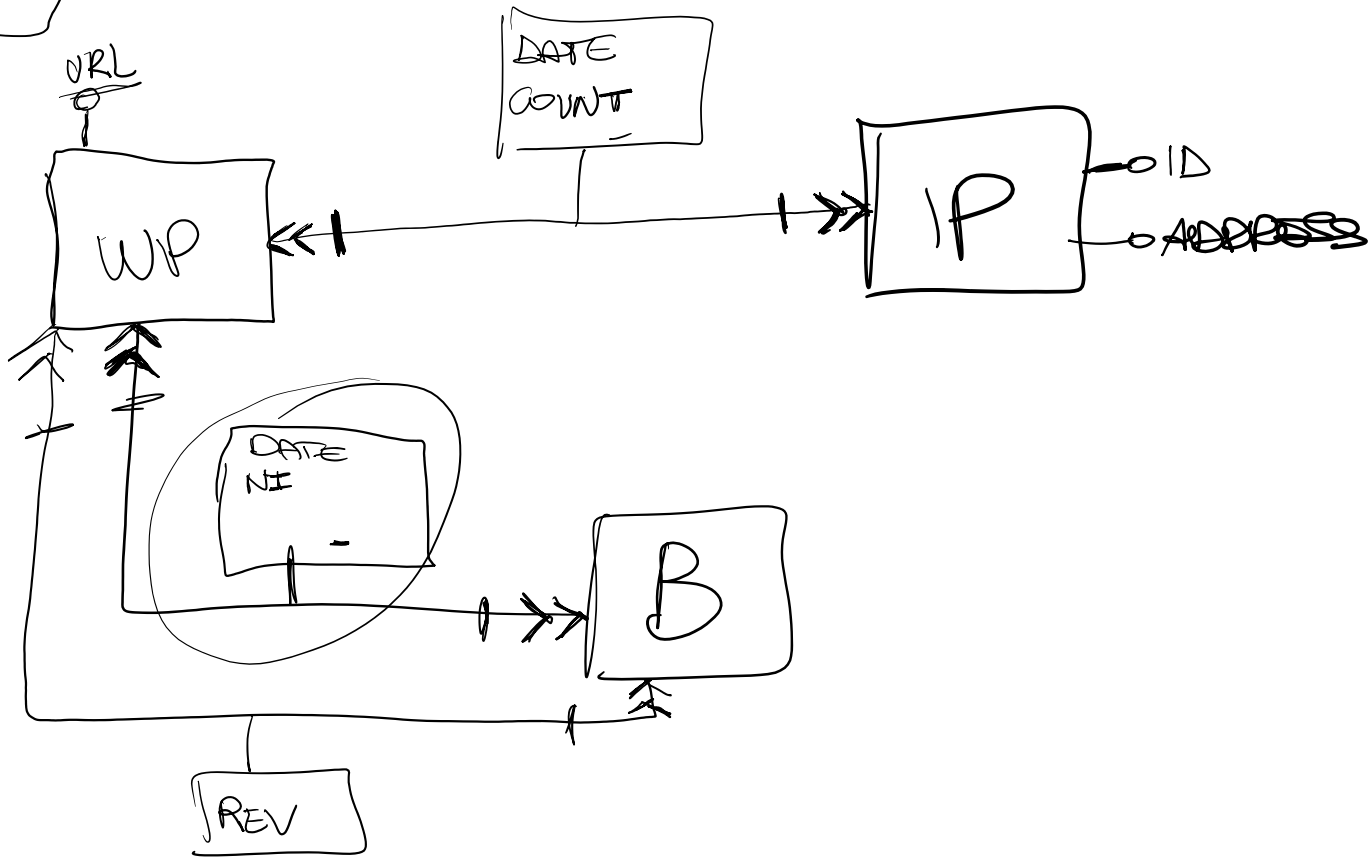 URL
DATE
COUNT
WP
IP
ID
ADDRESS
DATE
NI
B
REV